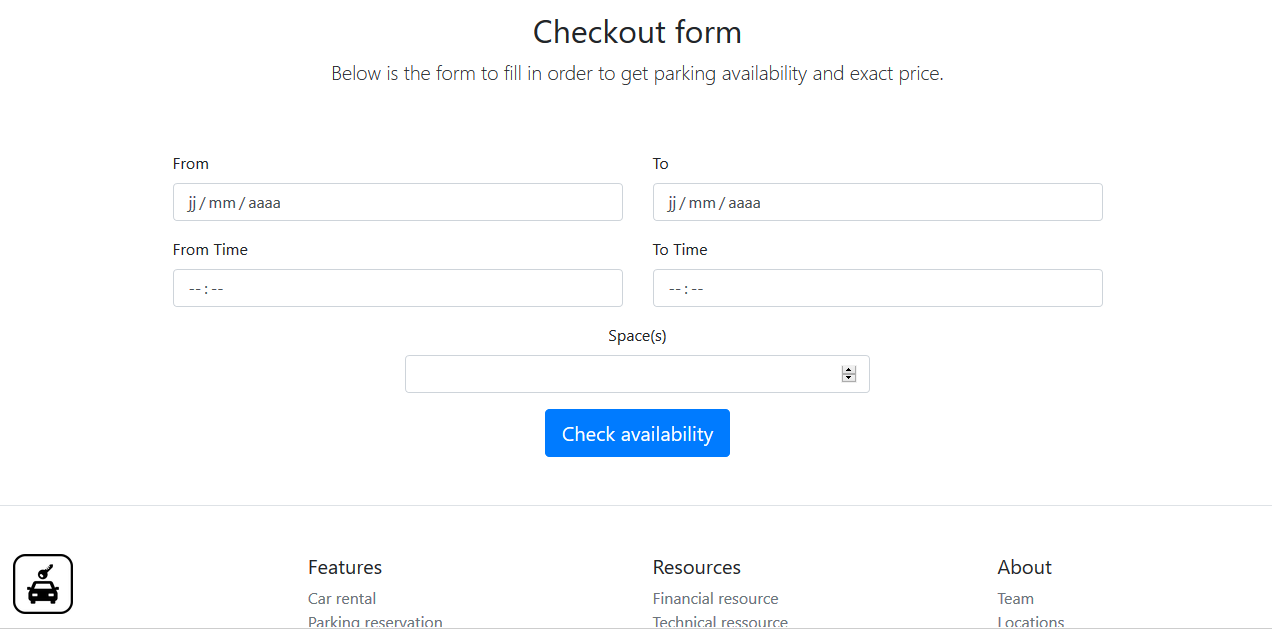 Checkout form
Below is the form to fill in order to get parking availability and exact price.
From
To
jj/mm/aaaa
jj/mm/aaaa
From Time
To Time
--:--
--:--
Space(s)
Check availability
Features
Resources
About
Car rental
Financial resource
Team
Parking reservation
Technical ressource
Locations